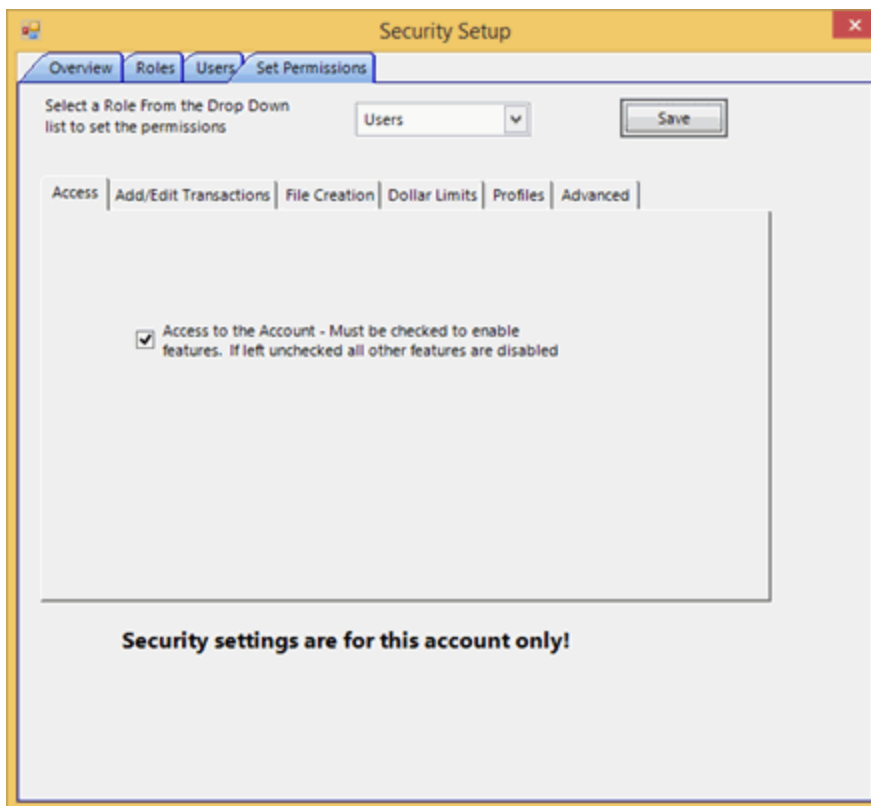 Security Setup
Overview
Roles
Users
Set Permissions
Select a Role From the Drop Down
list to set the permissions
Users
Save
Access
Add/Edit Transactions
File Creation
Dollar Limits
Profiles
Advanced
Access to the Account - Must be checked to enable
features. If left unchecked all other features are disabled
Security settings are for this account only!